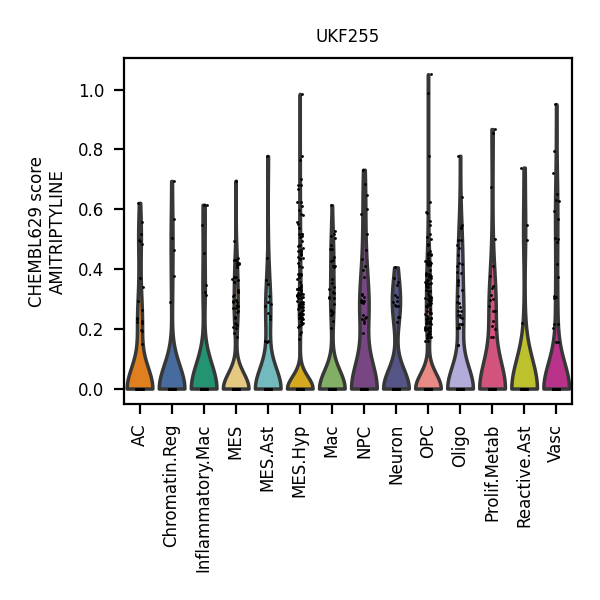 UKF255
CHEMBL629 score
AMITRIPTYLINE
1.0
0.8
0.6
0.4
0.2
0.0
AC
Chromatin.Reg
Inflammatory.Mac
MES
MES.Ast
MES.Hyp
Mac
NPC
Neuron
OPC
Oligo
Prolif.Metab
Reactive.Ast
Vasc